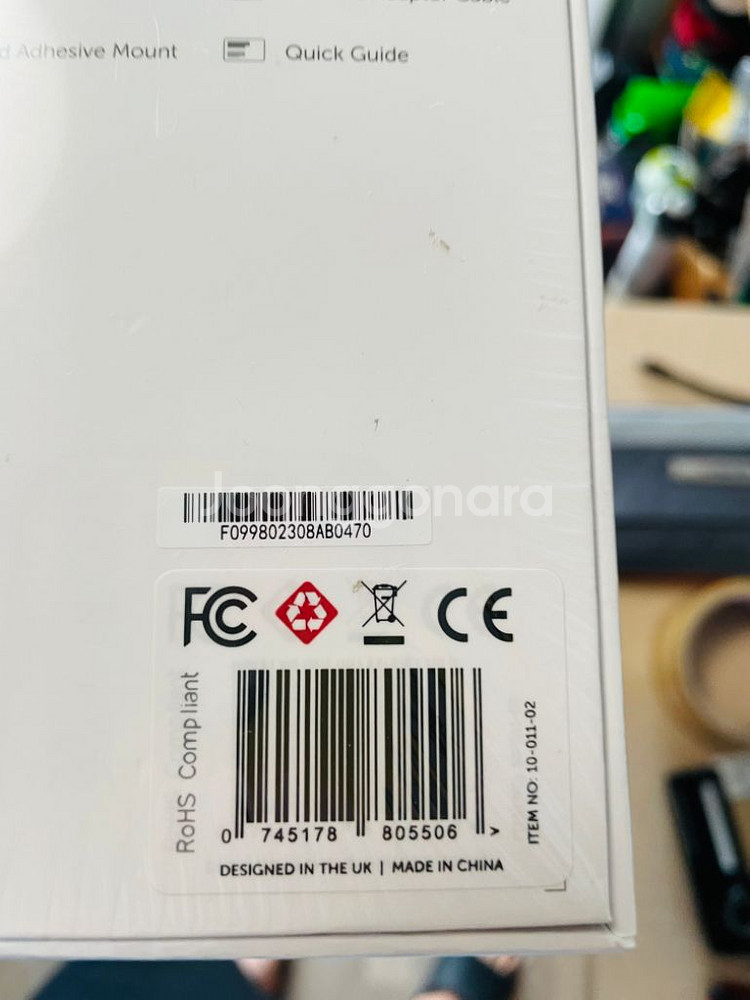 Adhesive Mount
Quick Guide
Joonggonara
F099802308AB0470
FC CE
RoHS Compliant
0 745178 805506 >
ITEM NO: 10-011-02
DESIGNED IN THE UK | MADE IN CHINA